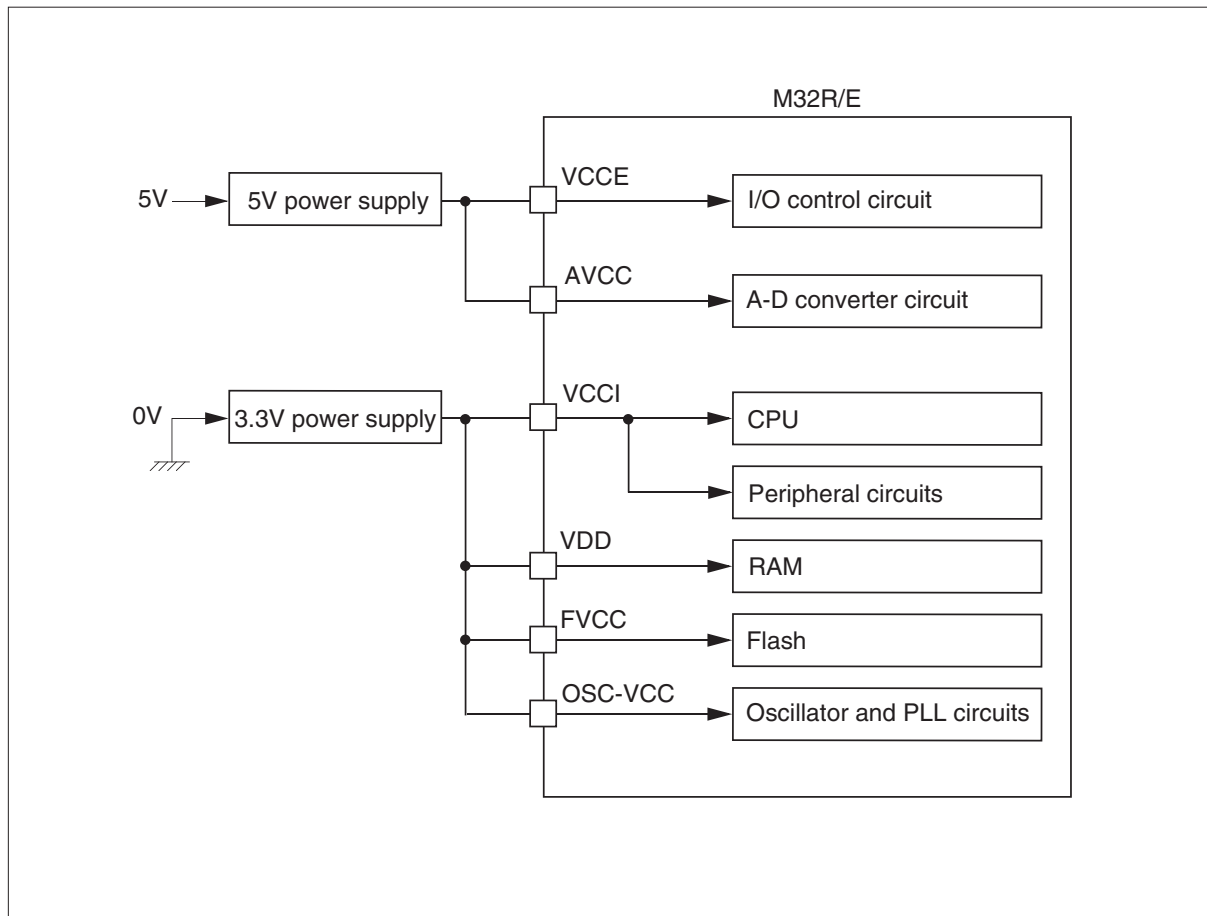 M32R/E
5V
5V power supply
VCCE
I/O control circuit
AVCC
A-D converter circuit
0V
3.3V power supply
VCCI
CPU
Peripheral circuits
VDD
RAM
FVCC
Flash
OSC-VCC
Oscillator and PLL circuits